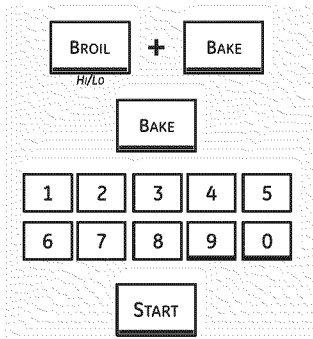 BROIL + BAKE
HI/LO
BAKE
1 2 3 4 5
6 7 8 9 0
START